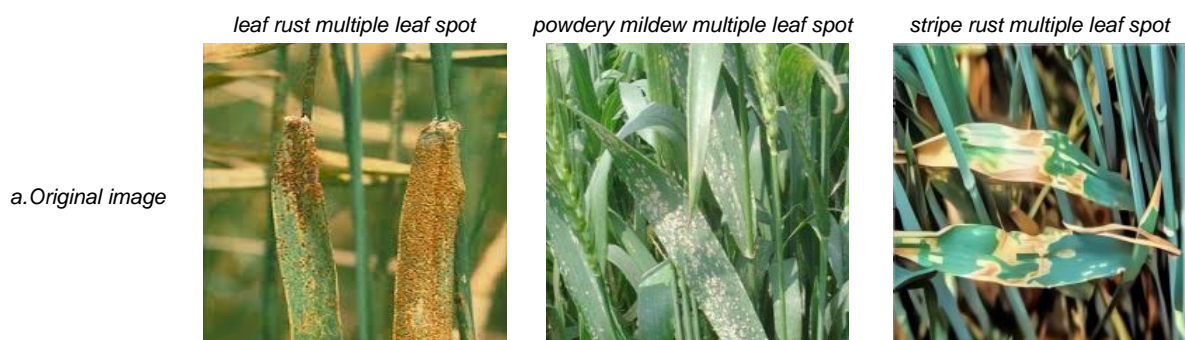 leaf rust multiple leaf spot
powdery mildew multiple leaf spot
stripe rust multiple leaf spot
a.Original image